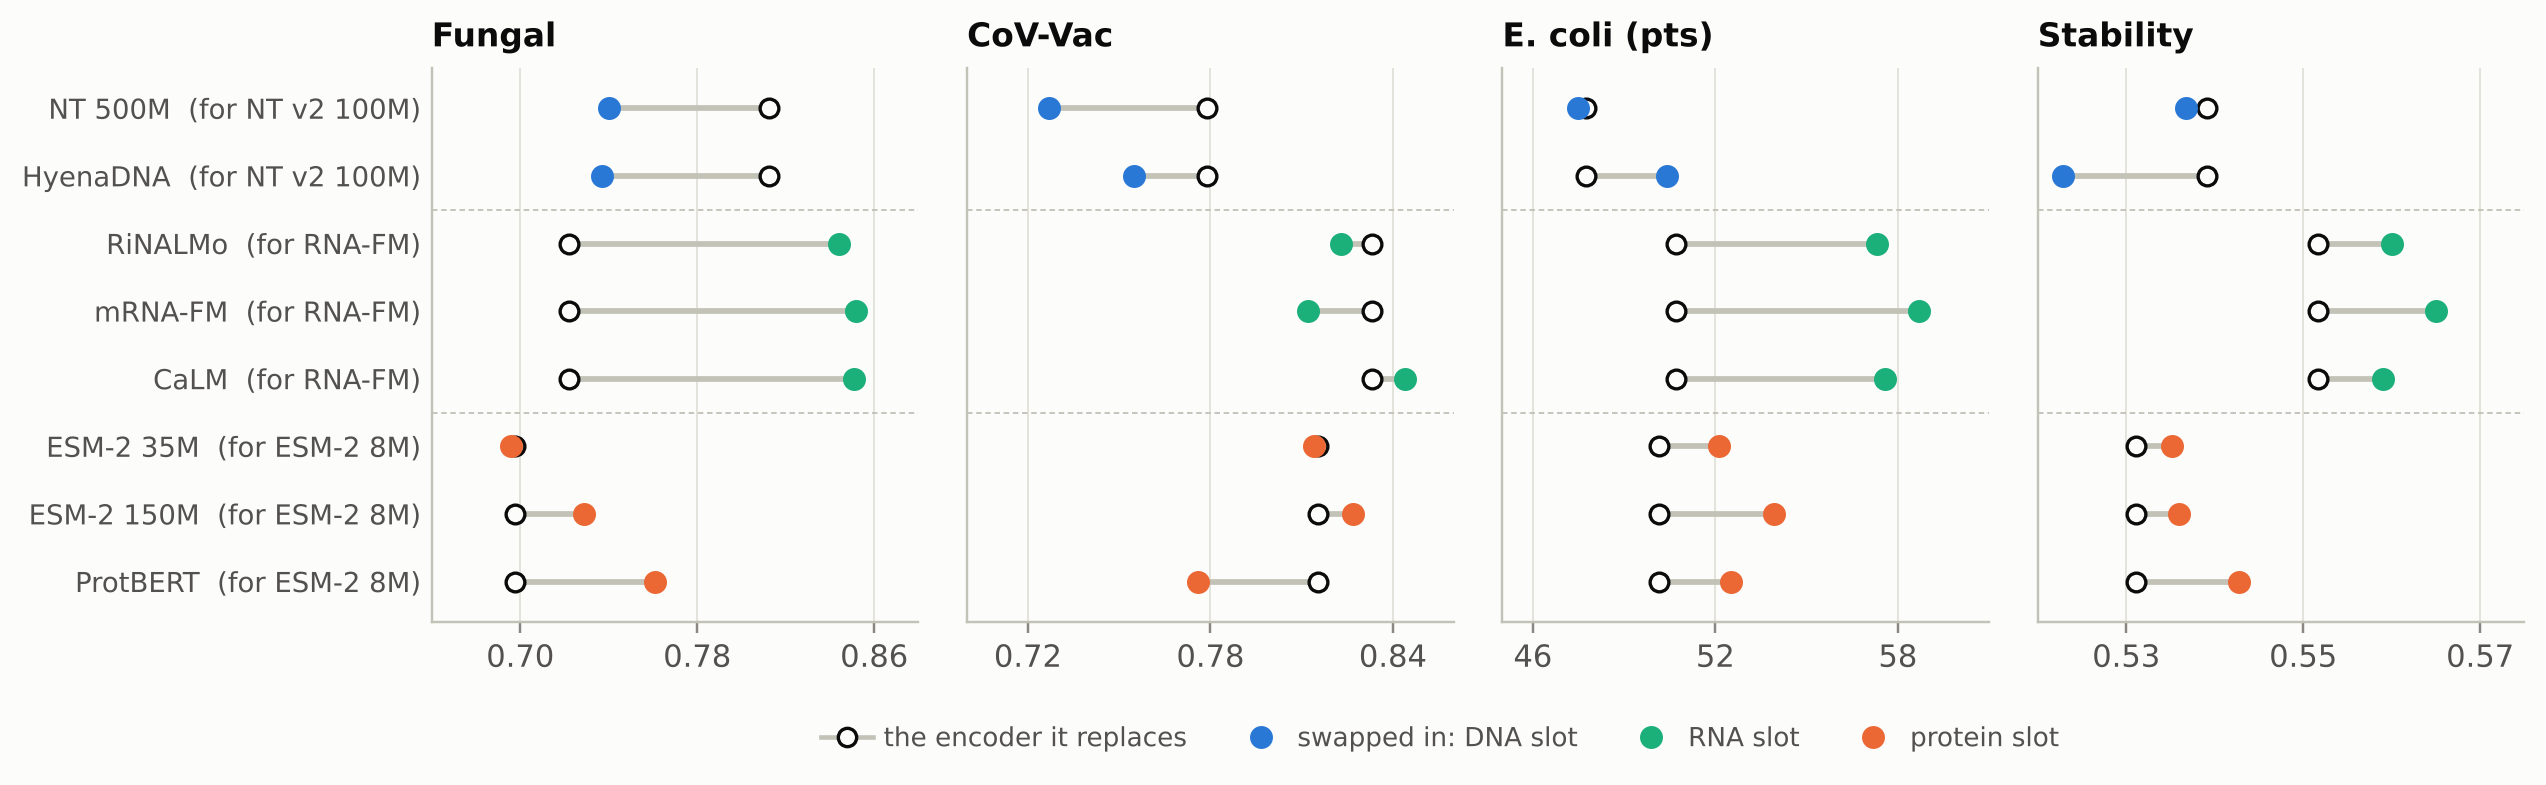 Fungal CoV-Vac E. coli (pts) Stability
NT 500M (for NT v2 100M)
HyenaDNA (for NT v2 100M)
RiNALMo (for RNA-FM)
mRNA-FM (for RNA-FM)
CaLM (for RNA-FM)
ESM-2 35M (for ESM-2 8M)
ESM-2 150M (for ESM-2 8M)
ProtBERT (for ESM-2 8M)
0.70 0.78 0.86 0.72 0.78 0.84 46 52 58 0.53 0.55 0.57
the encoder it replaces swapped in: DNA slot RNA slot protein slot